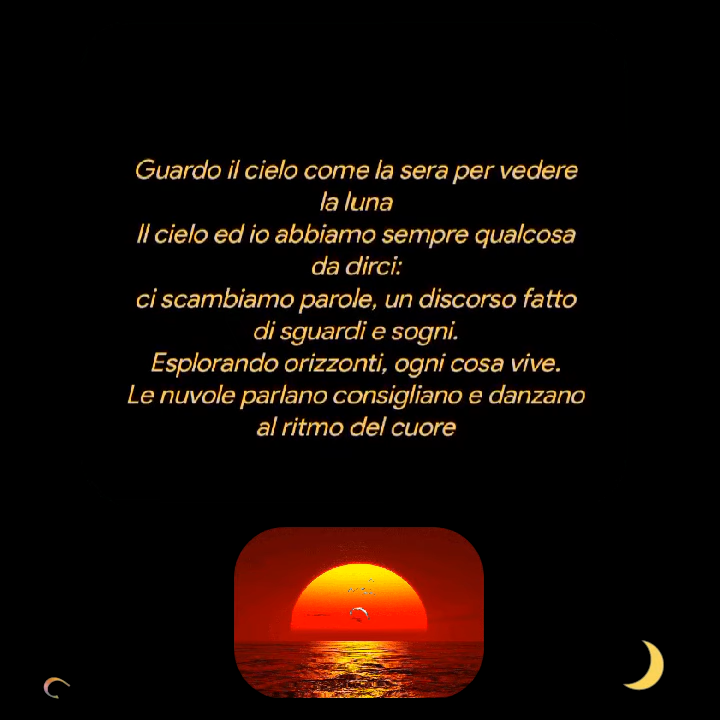 Guardo il cielo come la sera per vedere
la luna
Il cielo ed io abbiamo sempre qualcosa
da dirci:
ci scambiamo parole, un discorso fatto
di sguardi e sogni.
Esplorando orizzonti, ogni cosa vive.
Le nuvole parlano consigliano e danzano
al ritmo del cuore